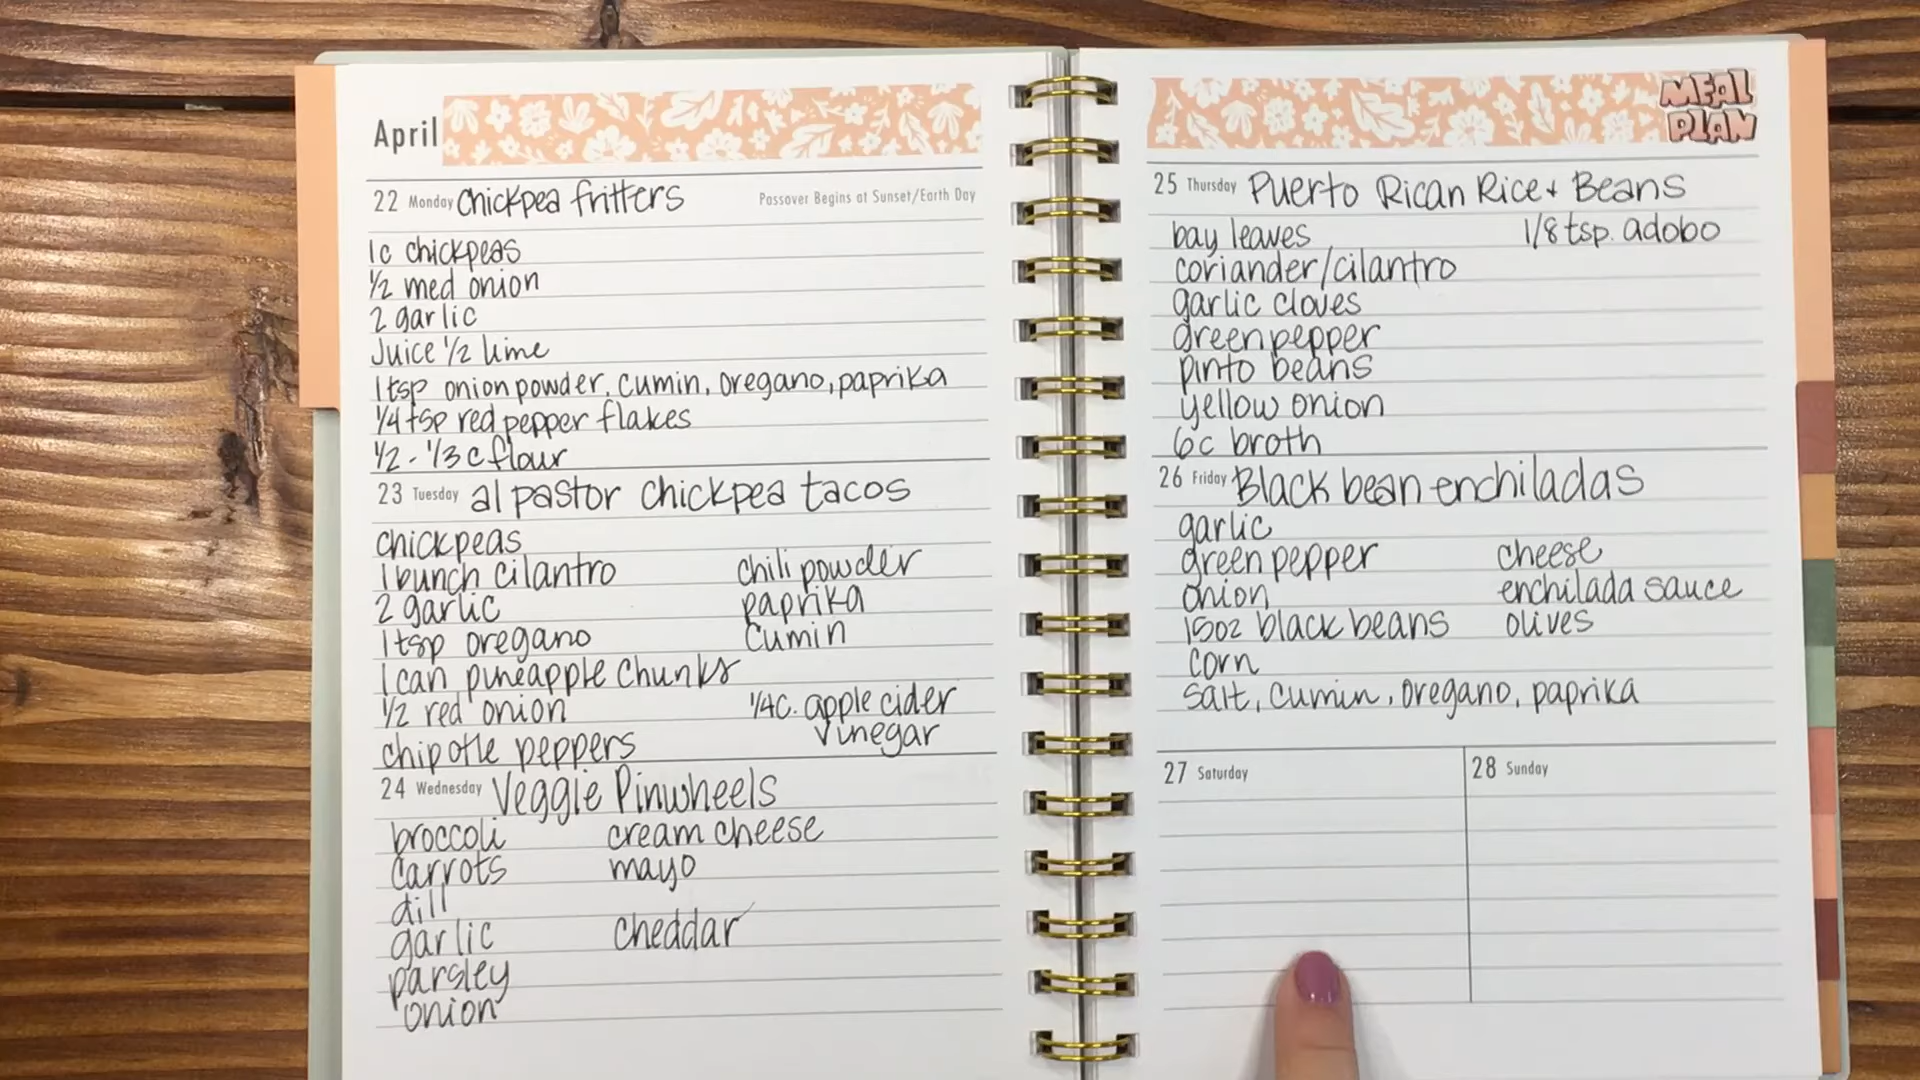 April
22 Monday Chickpea fritters Passover Begins at Sunset/Earth Day
1c chickpeas
1/2 med onion
2 garlic
Juice 1/2 lime
1tsp onion powder, cumin, oregano, paprika
1/4 tsp red pepper flakes
1/2 - 1/3 c flour
23 Tuesday al pastor chickpea tacos
chickpeas
1 bunch cilantro chili powder
2 garlic paprika
1tsp oregano cumin
1 can pineapple chunks
1/2 red onion 1/4c. apple cider
chipotle peppers vinegar
24 Wednesday Veggie Pinwheels
broccoli cream cheese
carrots mayo
dill
garlic cheddar
parsley
onion
MEAL
PLAN
25 Thursday Puerto Rican Rice + Beans
bay leaves 1/8 tsp. adobo
coriander/cilantro
garlic cloves
green pepper
pinto beans
yellow onion
6c broth
26 Friday Black bean enchiladas
garlic
green pepper cheese
onion enchilada sauce
15oz black beans olives
corn
salt, cumin, oregano, paprika
27 Saturday 28 Sunday